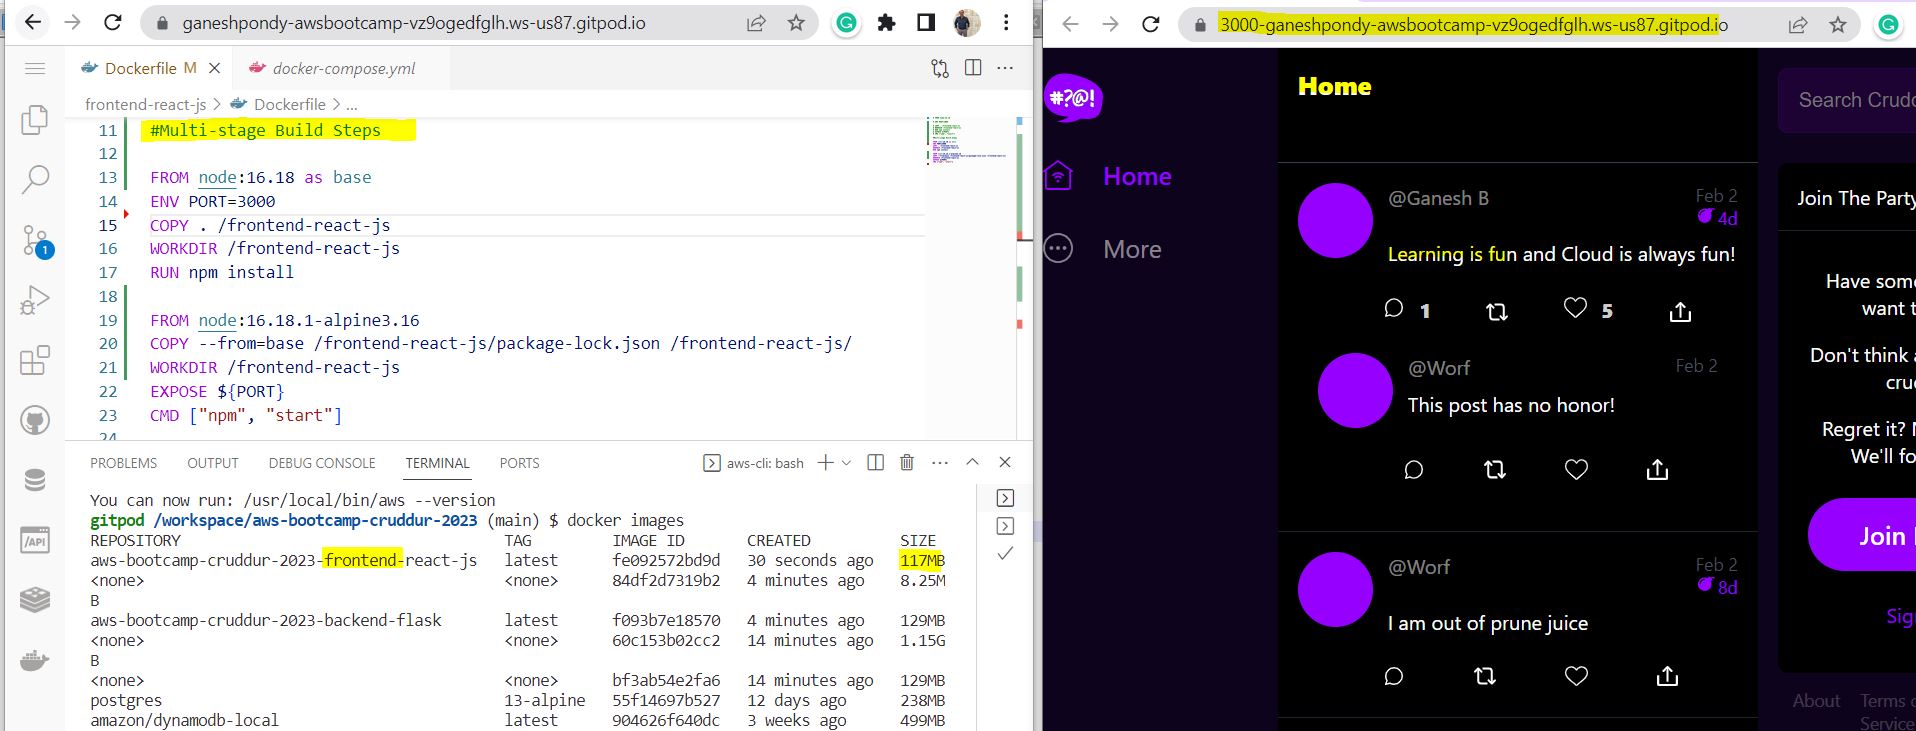 ganeshpondy-awsbootcamp-vz9ogedfglh.ws-us87.gitpod.io
Dockerfile M
docker-compose.yml
frontend-react-js > Dockerfile > ...
11 #Multi-stage Build Steps
12
13 FROM node:16.18 as base
14 ENV PORT=3000
15 COPY . /frontend-react-js
16 WORKDIR /frontend-react-js
17 RUN npm install
18
19 FROM node:16.18.1-alpine3.16
20 COPY --from=base /frontend-react-js/package-lock.json /frontend-react-js/
21 WORKDIR /frontend-react-js
22 EXPOSE ${PORT}
23 CMD ["npm", "start"]
24
1
/API
PROBLEMS OUTPUT DEBUG CONSOLE TERMINAL PORTS
aws-cli: bash
You can now run: /usr/local/bin/aws --version
gitpod /workspace/aws-bootcamp-cruddur-2023 (main) $ docker images
REPOSITORY TAG IMAGE ID CREATED SIZE
aws-bootcamp-cruddur-2023-frontend-react-js latest fe092572bd9d 30 seconds ago 117MB
<none> <none> 84df2d7319b2 4 minutes ago 8.25M
B
aws-bootcamp-cruddur-2023-backend-flask latest f093b7e18570 4 minutes ago 129MB
<none> <none> 60c153b02cc2 14 minutes ago 1.15G
B
<none> <none> bf3ab54e2fa6 14 minutes ago 129MB
postgres 13-alpine 55f14697b527 12 days ago 238MB
amazon/dynamodb-local latest 904626f640dc 3 weeks ago 499MB
3000-ganeshpondy-awsbootcamp-vz9ogedfglh.ws-us87.gitpod.io
#?@!
Home
More
Home
@Ganesh B
Feb 2
4d
Learning is fun and Cloud is always fun!
1
5
@Worf
Feb 2
This post has no honor!
@Worf
Feb 2
8d
I am out of prune juice
Search Crudd
Join The Party
Have some
want t
Don't think a
cruc
Regret it? N
We'll fo
Join
Sig
About
Terms o
Service